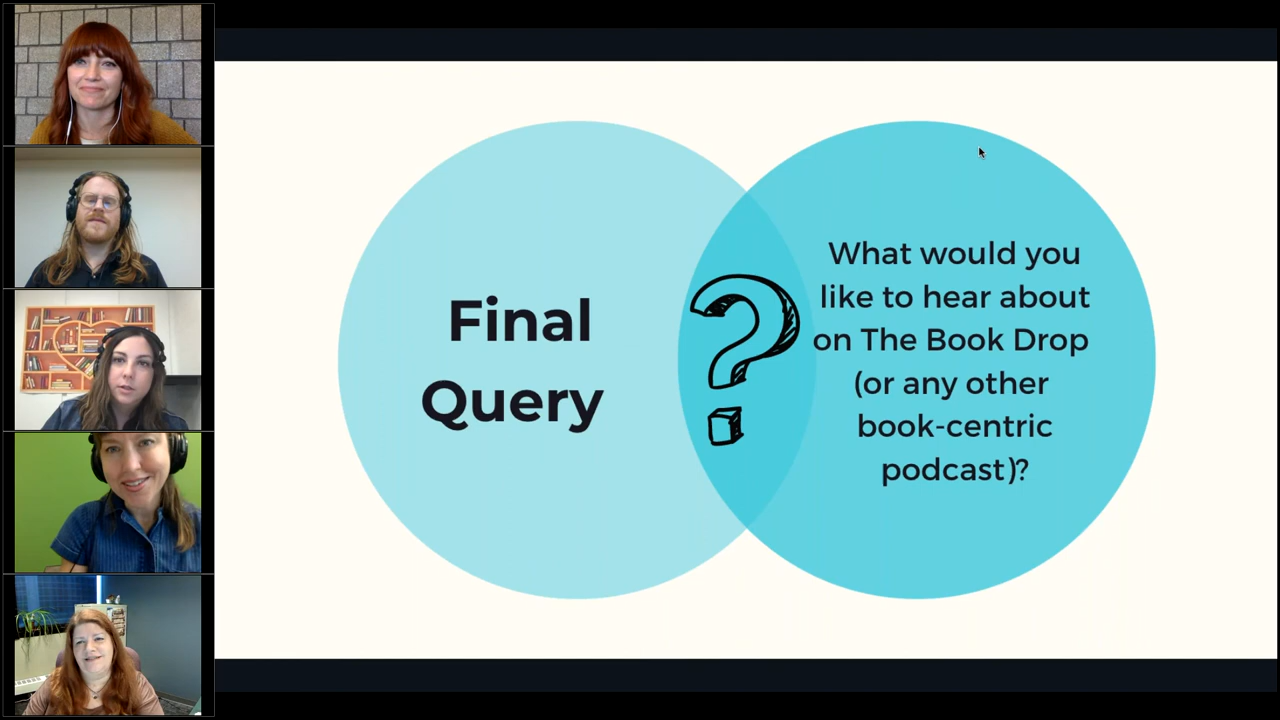 Final
Query
?
What would you
like to hear about
on The Book Drop
(or any other
book-centric
podcast)?